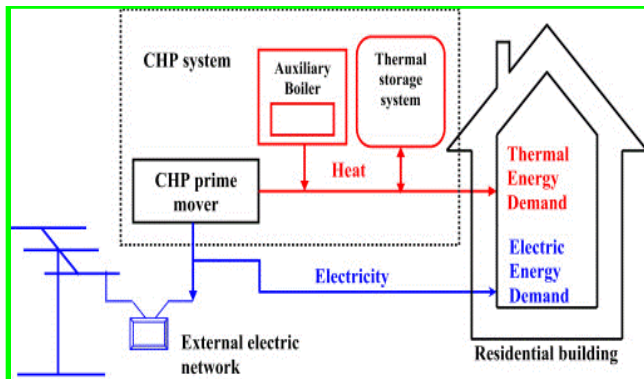 CHP system
Auxiliary
Boiler
Thermal
storage
system
Heat
CHP prime
mover
Thermal
Energy
Demand
Electricity
Electric
Energy
Demand
External electric
network
Residential building